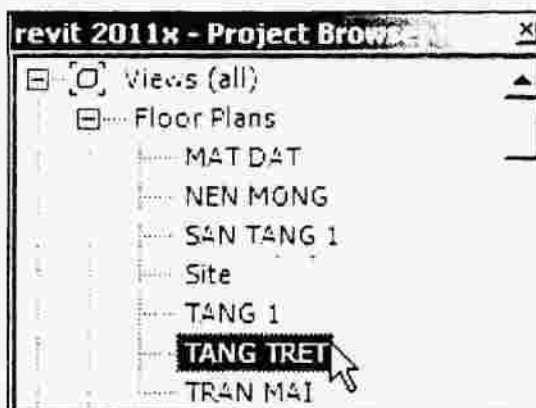 revit 2011x - Project Browse
Views (all)
Floor Plans
MAT DAT
NEN MONG
SAN TANG 1
Site
TANG 1
TANG TRET
TRAN MAI